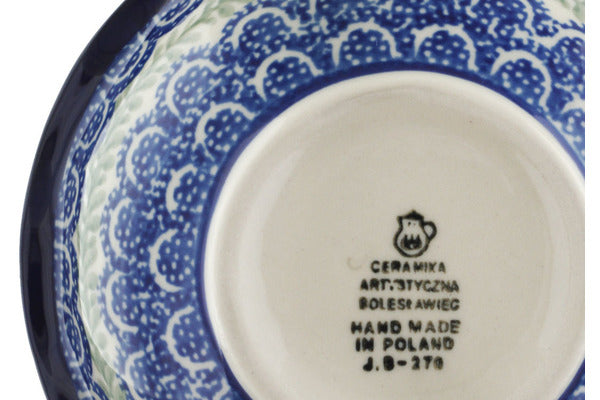 CERAMIKA
ARTYSTYCZNA
BOLESŁAWIEC
HAND MADE
IN POLAND
J.B-270